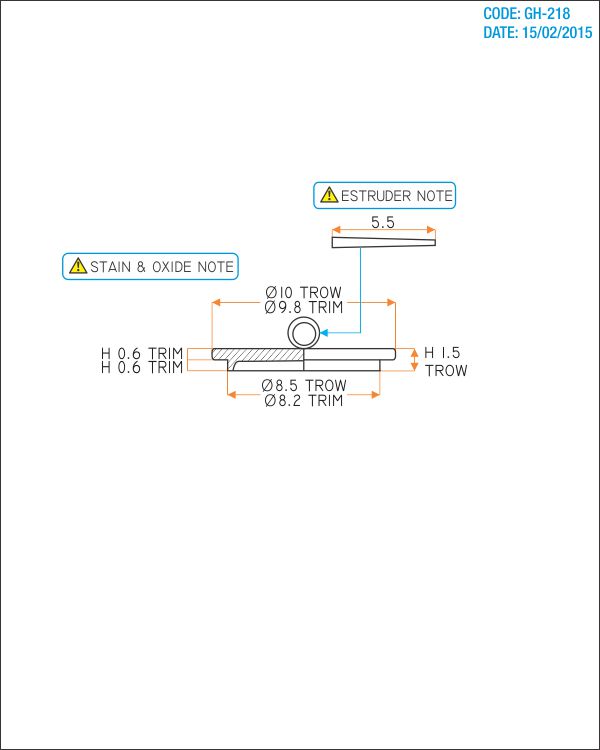 CODE: GH-218
DATE: 15/02/2015
ESTRUDER NOTE
5.5
STAIN & OXIDE NOTE
Ø10 TROW
Ø9.8 TRIM
H 0.6 TRIM
H 0.6 TRIM
H 1.5
TROW
Ø8.5 TROW
Ø8.2 TRIM